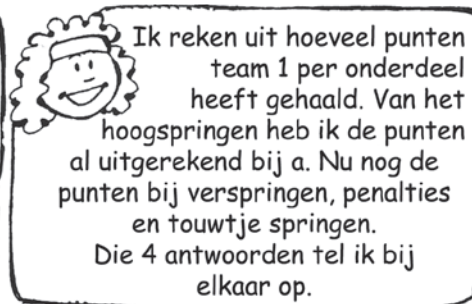 Ik reken uit hoeveel punten
team 1 per onderdeel
heeft gehaald. Van het
hoogspringen heb ik de punten
al uitgerekend bij a. Nu nog de
punten bij verspringen, penalties
en touwtje springen.
Die 4 antwoorden tel ik bij
elkaar op.